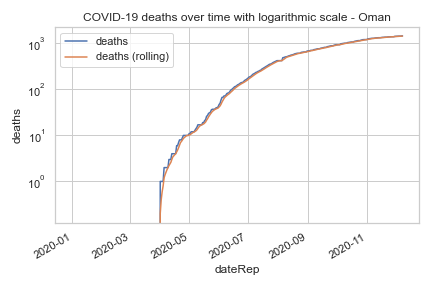 COVID-19 deaths over time with logarithmic scale - Oman
deaths
deaths (rolling)
10³
10²
10¹
10⁰
deaths
2020-01
2020-03
2020-05
2020-07
2020-09
2020-11
dateRep